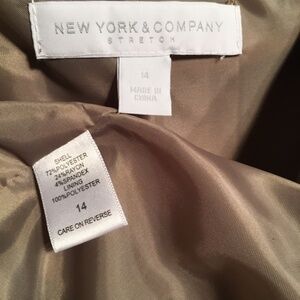 NEW YORK & COMPANY
STRETCH
14
MADE IN
CHINA
SHELL
72%POLYESTER
24%RAYON
4%SPANDEX
LINING
100%POLYESTER
14
CARE ON REVERSE